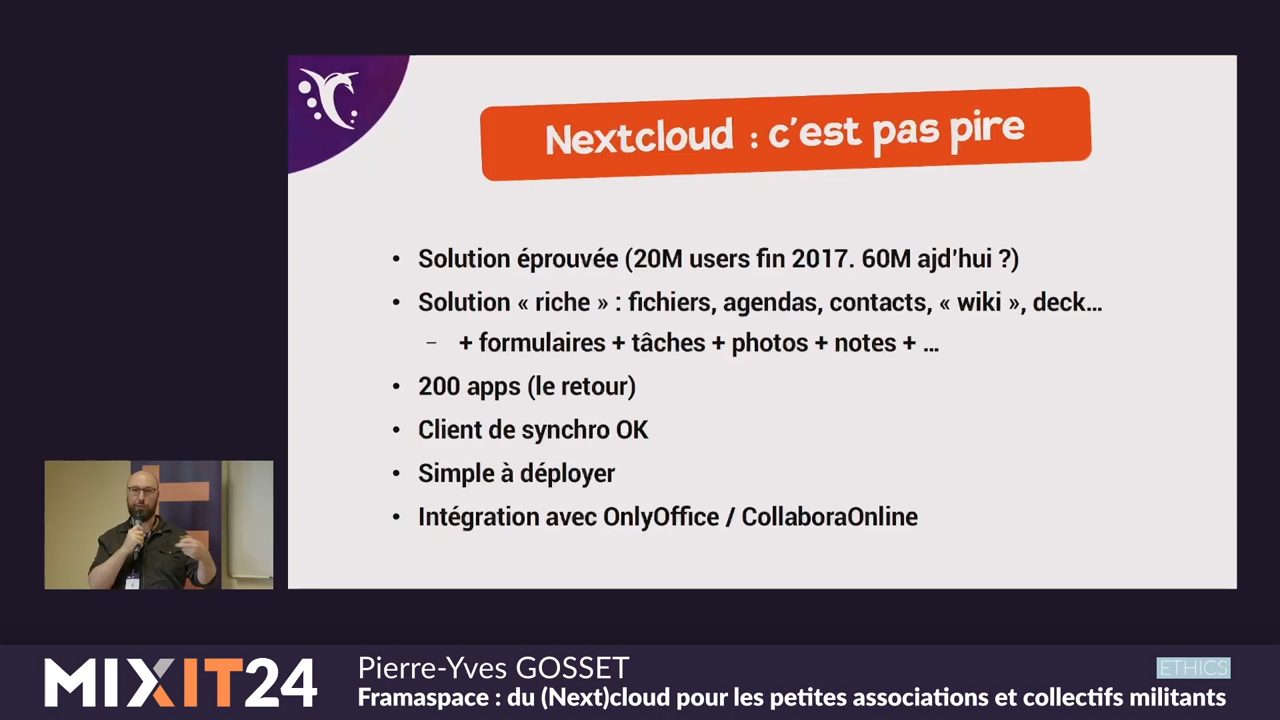 Nextcloud : c'est pas pire
• Solution éprouvée (20M users fin 2017. 60M ajd'hui ?)
• Solution « riche » : fichiers, agendas, contacts, « wiki », deck...
– + formulaires + tâches + photos + notes + ...
• 200 apps (le retour)
• Client de synchro OK
• Simple à déployer
• Intégration avec OnlyOffice / CollaboraOnline
MIXIT24
Pierre-Yves GOSSET
ETHICS
Framaspace : du (Next)cloud pour les petites associations et collectifs militants